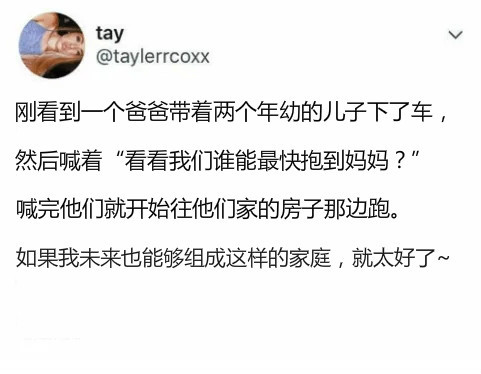 tay
@taylerrcoxx
刚看到一个爸爸带着两个年幼的儿子下了车，
然后喊着“看看我们谁能最快抱到妈妈？”
喊完他们就开始往他们家的房子那边跑。
如果我未来也能够组成这样的家庭，就太好了~